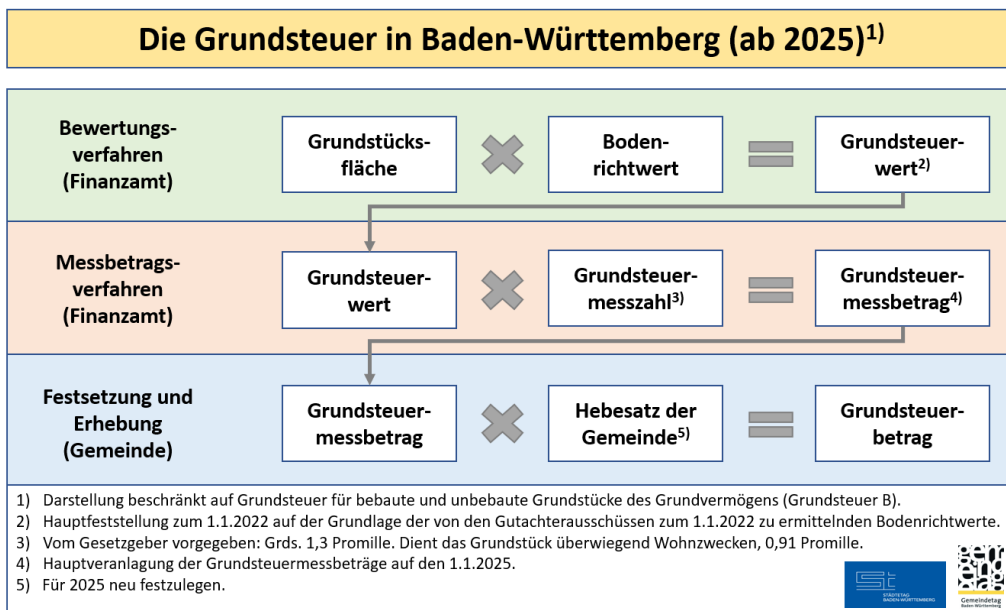 Die Grundsteuer in Baden-Württemberg (ab 2025)1)
Bewertungs-
verfahren
(Finanzamt)
Grundstücks-
fläche
Boden-
richtwert
Grundsteuer-
wert2)
Messbetrags-
verfahren
(Finanzamt)
Grundsteuer-
wert
Grundsteuer-
messzahl3)
Grundsteuer-
messbetrag4)
Festsetzung und
Erhebung
(Gemeinde)
Grundsteuer-
messbetrag
Hebesatz der
Gemeinde5)
Grundsteuer-
betrag
1) Darstellung beschränkt auf Grundsteuer für bebaute und unbebaute Grundstücke des Grundvermögens (Grundsteuer B).
2) Hauptfeststellung zum 1.1.2022 auf der Grundlage der von den Gutachterausschüssen zum 1.1.2022 zu ermittelnden Bodenrichtwerte.
3) Vom Gesetzgeber vorgegeben: Grds. 1,3 Promille. Dient das Grundstück überwiegend Wohnzwecken, 0,91 Promille.
4) Hauptveranlagung der Grundsteuermessbeträge auf den 1.1.2025.
5) Für 2025 neu festzulegen.
STÄDTETAG
BADEN-WÜRTTEMBERG
gem
ein
de
tag
Gemeindetag
Baden-Württemberg